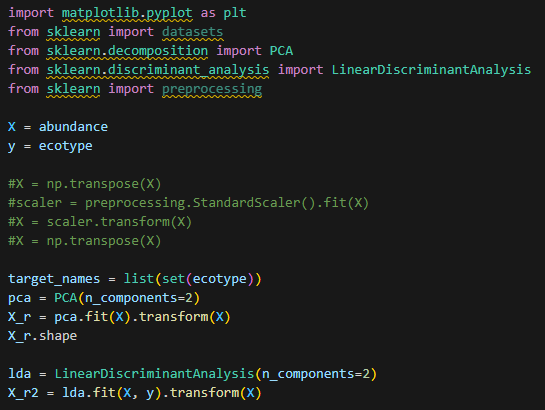 import matplotlib.pyplot as plt
from sklearn import datasets
from sklearn.decomposition import PCA
from sklearn.discriminant_analysis import LinearDiscriminantAnalysis
from sklearn import preprocessing
X = abundance
y = ecotype
#X = np.transpose(X)
#scaler = preprocessing.StandardScaler().fit(X)
#X = scaler.transform(X)
#X = np.transpose(X)
target_names = list(set(ecotype))
pca = PCA(n_components=2)
X_r = pca.fit(X).transform(X)
X_r.shape
lda = LinearDiscriminantAnalysis(n_components=2)
X_r2 = lda.fit(X, y).transform(X)